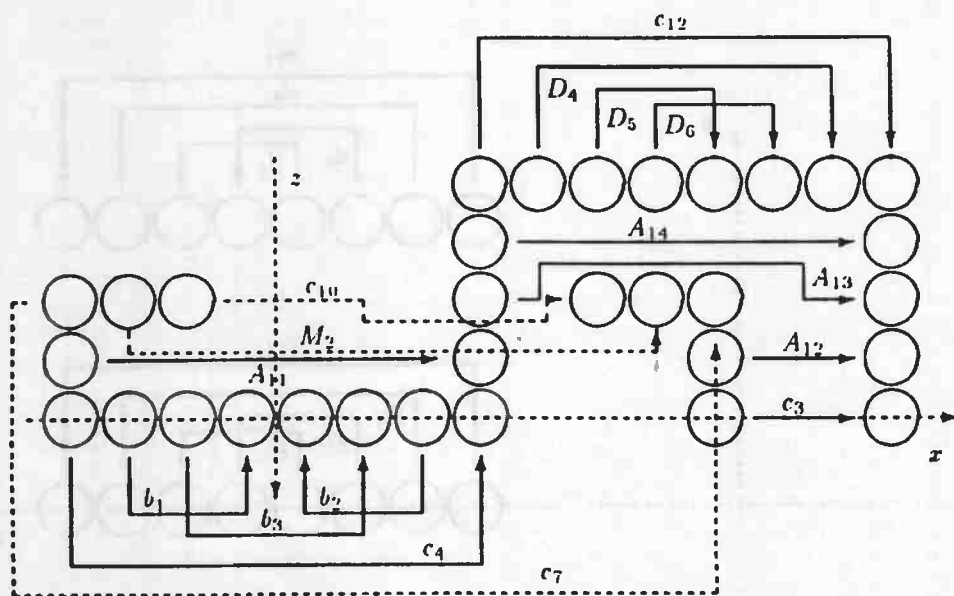 c₁₂
D₄
D₅
D₆
z
A₁₄
c₁₀
A₁₃
M₂
A₁₂
A₁₁
c₃
x
b₁
b₂
b₃
c₄
c₇